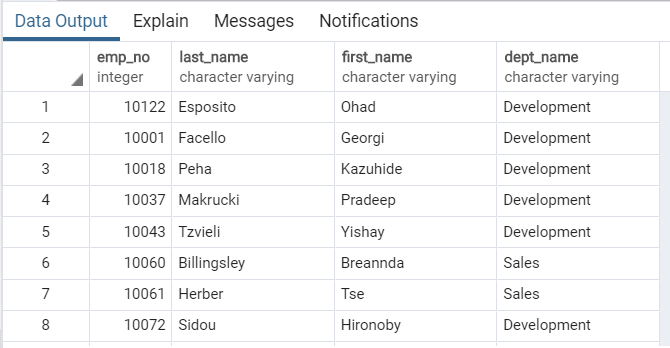 Data Output Explain Messages Notifications
emp_no last_name first_name dept_name
integer character varying character varying character varying
1 10122 Esposito Ohad Development
2 10001 Facello Georgi Development
3 10018 Peha Kazuhide Development
4 10037 Makrucki Pradeep Development
5 10043 Tzvieli Yishay Development
6 10060 Billingsley Breannda Sales
7 10061 Herber Tse Sales
8 10072 Sidou Hironoby Development